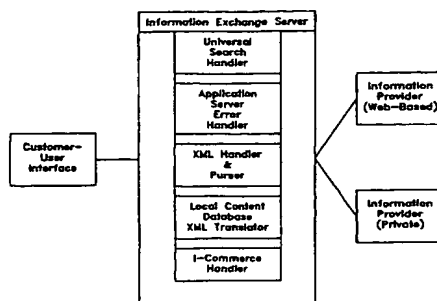 Information Exchange Server
Universal
Search
Handler
Application
Server
Error
Handler
XML Handler
&
Purser
Local Content
Database
XML Translator
I-Commerce
Handler
Customer-
User
Interface
Information
Provider
(Web-Based)
Information
Provider
(Private)